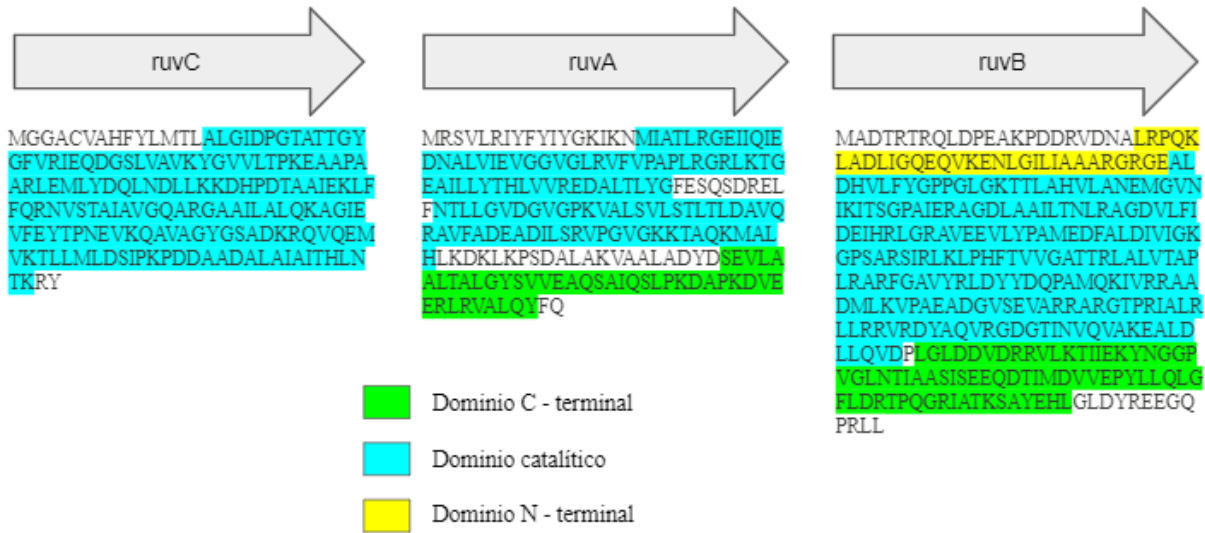 ruvC
MGGACVAHFYLMTLALGIDPGTATTGY
GFVRIEQDGSLVAVKYGVVLTPKEAAPA
ARLEMLYDQLNDLLKKDHPDTAAIEKLF
FQRNVSTAIAVGQARGAAILALQKAGIE
VFEYTPNEVKQAVAGYGSADKRQVQEM
VKTLLMLDSIPKPDDAADALAIAITHLN
TKRY
ruvA
MRSVLRIYFYIYGKIKNMIATLRGEIIQIE
DNALVIEVGGVGLRVFVPAPLRGRLKTG
EAILLYTHLVVREDALTLYGFESQSDREL
FNTLLGVDGVGPKVALSVLSTLTLDAVQ
RAVFADEADILSRVPGVGKKTAQKMAL
HLKDKLKPSDALAKVAALADYDSEVLA
ALTALGYSVVEAQSAIQSLPKDAPKDVE
ERLRVALQYFQ
ruvB
MADTRTRQLDPEAKPDDRVDNALRPQK
LADLIGQEQVKENLGILIAAARGRGEAL
DHVLFYGPPGLGKTTLAHVLANEMGVN
IKITSGPAIERAGDLAAILTNLRAGDVLFI
DEIHRLGRAVEEVLYPAMEDFALDIVIGK
GPSARSIRLKLPHFTVVGATTRLALVTAP
LRARFGAVYRLDYYDQPAMQKIVRRAA
DMLKVPAEADGVSEVARRARGTPRIALR
LLRRVRDYAQVRGDGTINVQVAKEALD
LLQVDPLGLDDVDRRVLKTIIEKYNGGP
VGLNTIAASISEEQDTIMDVVEPYLLQLG
FLDRTPQGRIATKSAYEHLGLDYREEGQ
PRLL
Dominio C - terminal
Dominio catalítico
Dominio N - terminal